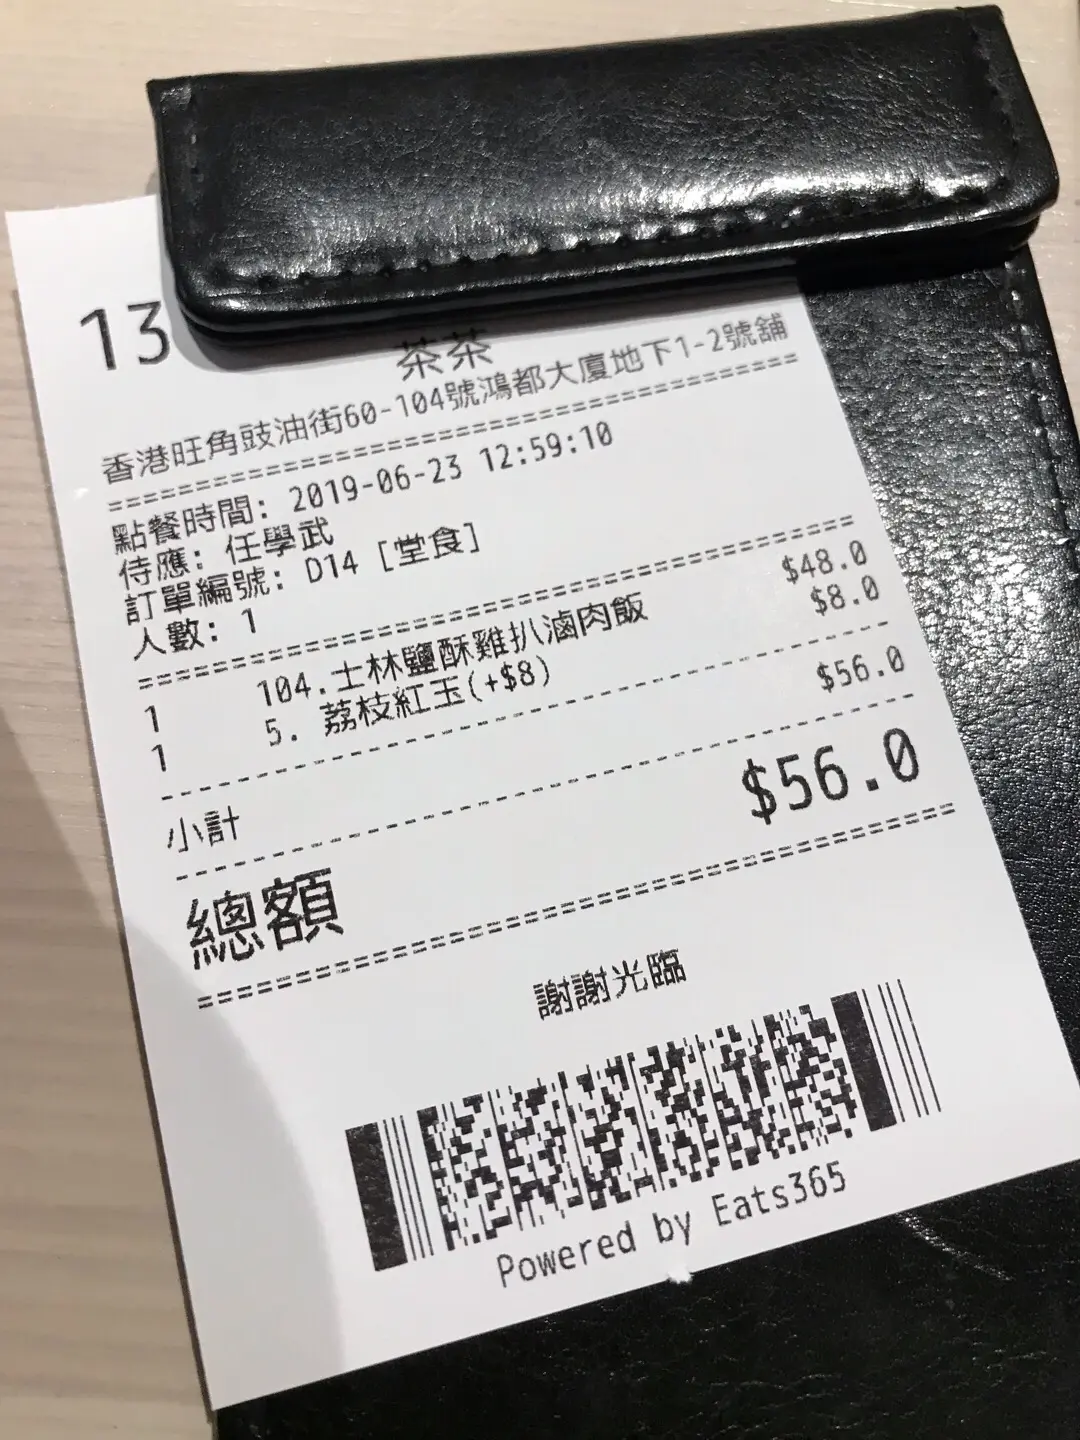 13
茶茶
香港旺角豉油街60-104號鴻都大廈地下1-2號舖
點餐時間: 2019-06-23 12:59:10
侍應: 任學武
訂單編號: D14 [堂食]
人數: 1
1 104.士林鹽酥雞扒滷肉飯 $48.0
1 5. 荔枝紅玉(+$8) $8.0
小計 $56.0
總額 $56.0
謝謝光臨
Powered by Eats365